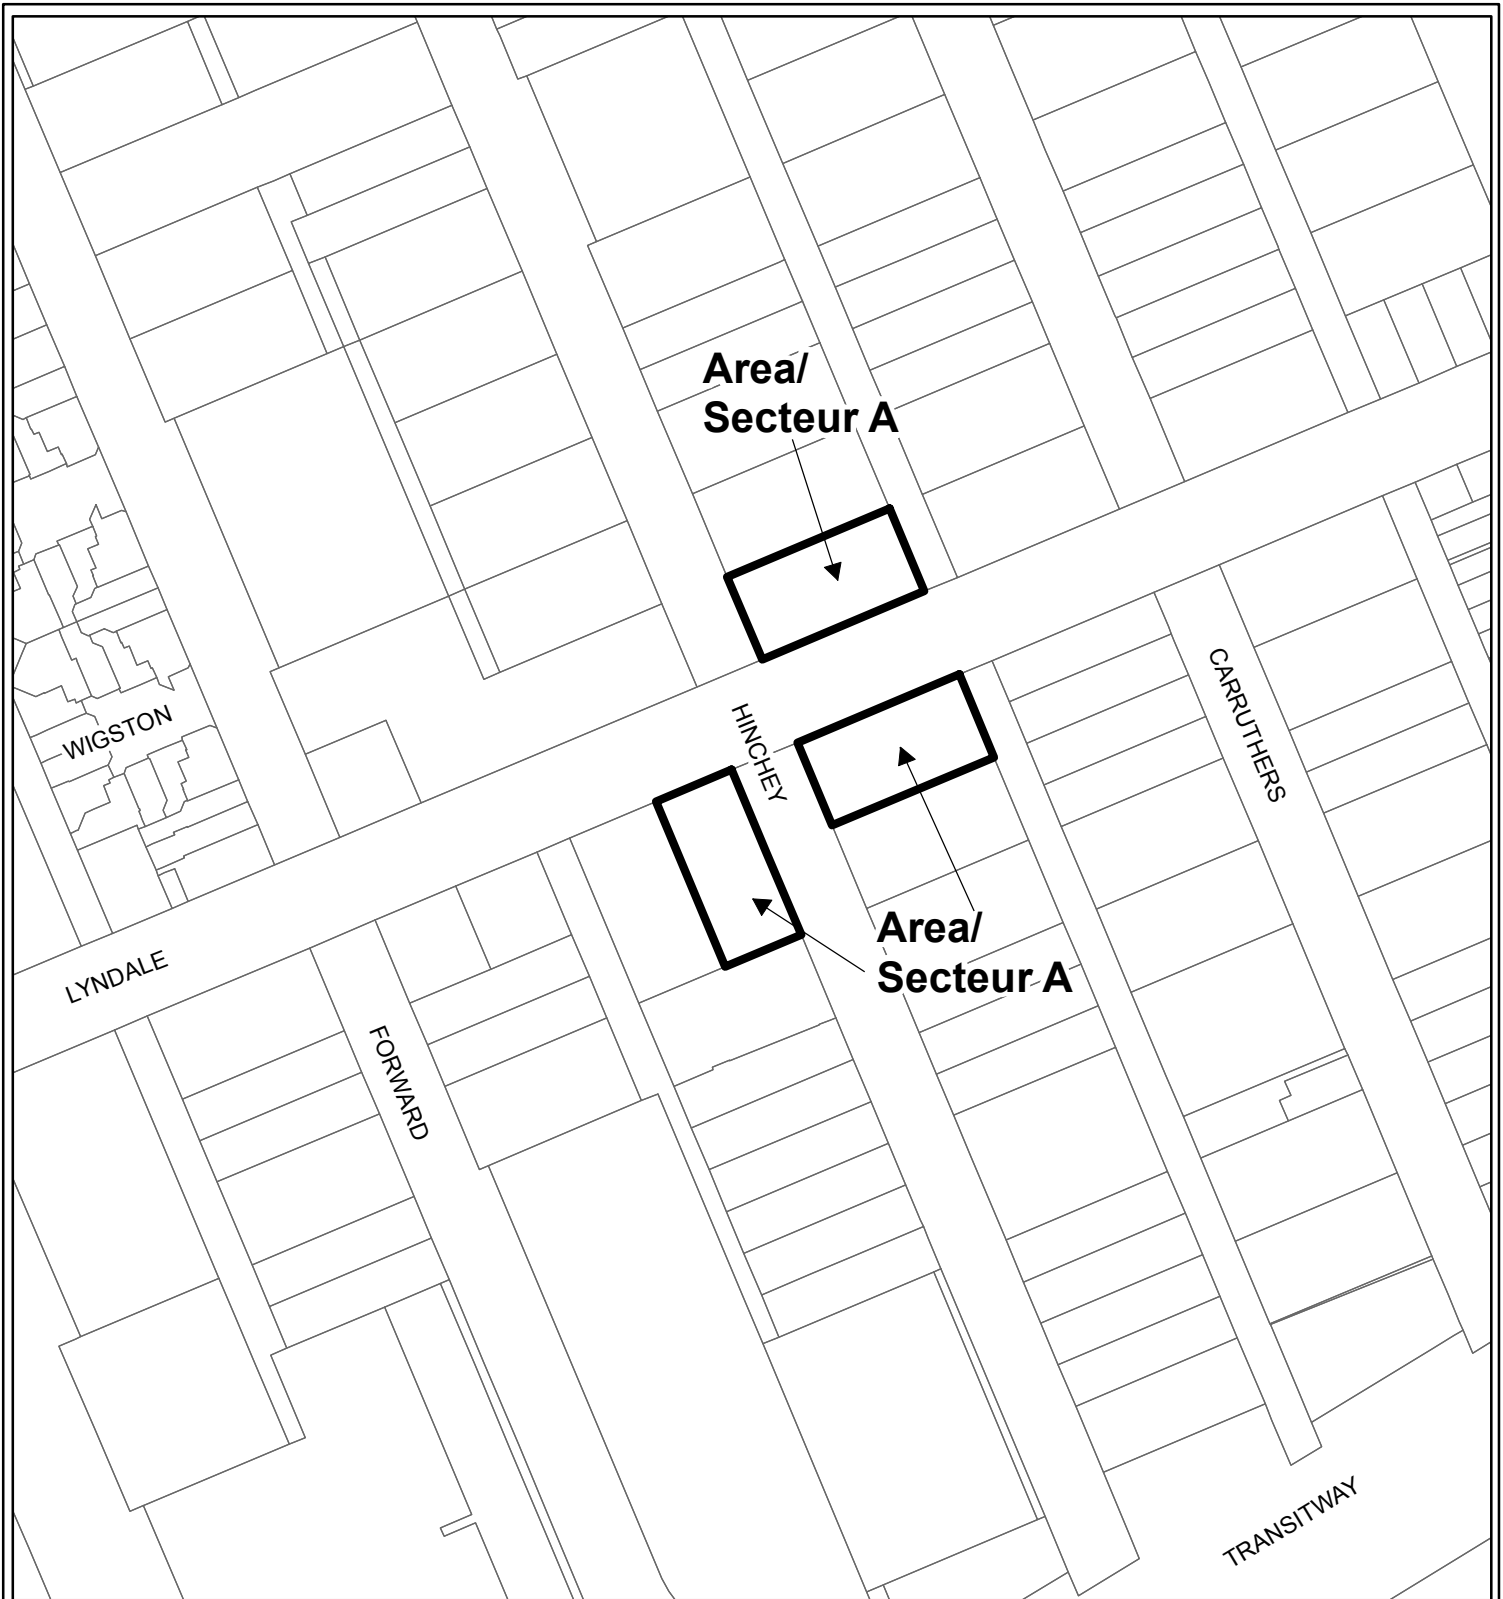 Area/
Secteur A
CARRUTHERS
HINCHEY
WIGSTON
Area/
Secteur A
LYNDALE
FORWARD
TRANSITWAY